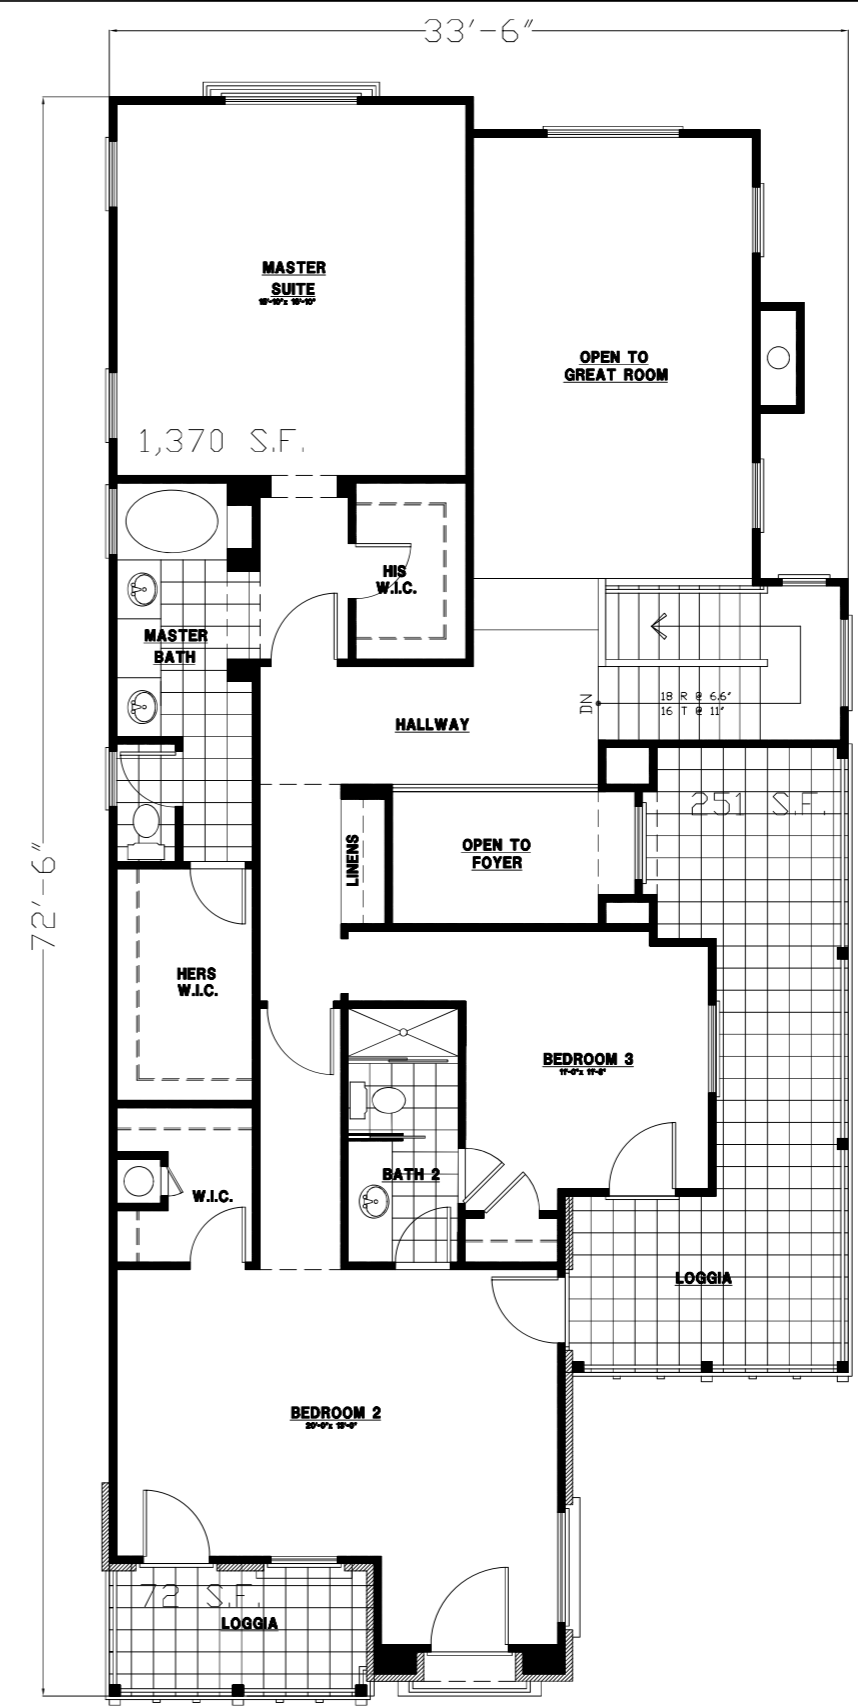 33'-6"
MASTER
SUITE
1,370 S.F.
OPEN TO
GREAT ROOM
HIS
W.I.C.
MASTER
BATH
HALLWAY
DN
18 R @ 6.6"
16 T @ 11"
251 S.F.
LINENS
OPEN TO
FOYER
72'-6"
HERS
W.I.C.
BEDROOM 3
BATH 2
W.I.C.
LOGGIA
BEDROOM 2
72 S.F.
LOGGIA